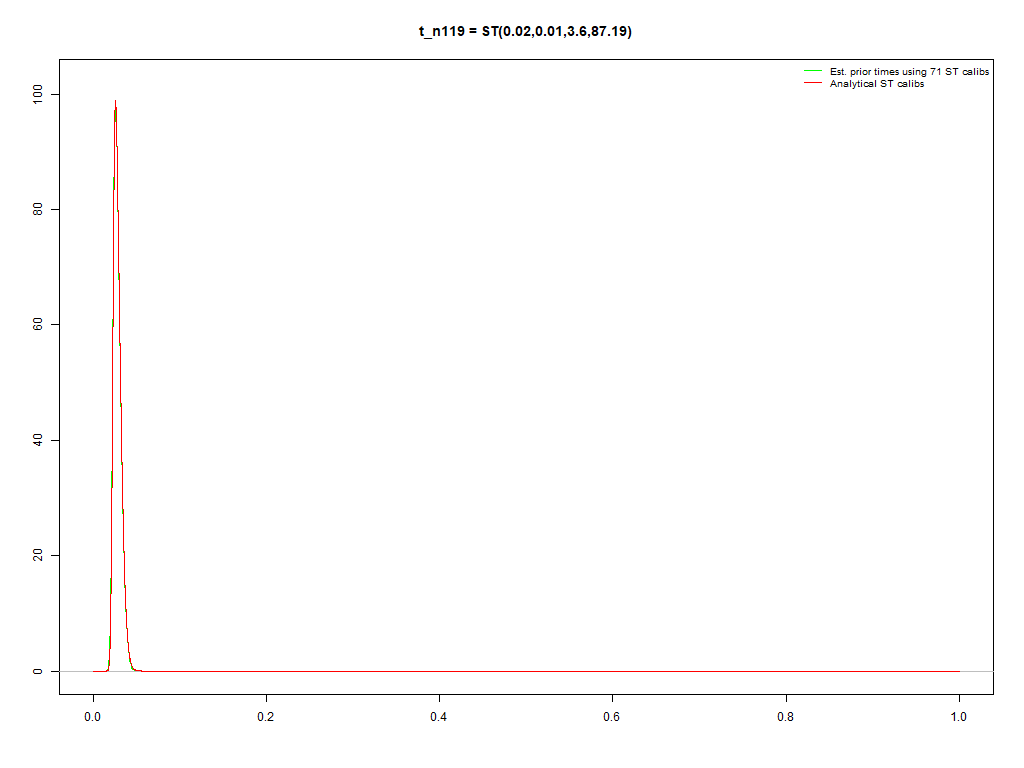 t_n119 = ST(0.02,0.01,3.6,87.19)
Est. prior times using 71 ST calibs
Analytical ST calibs
100
80
60
40
20
0
0.0 0.2 0.4 0.6 0.8 1.0